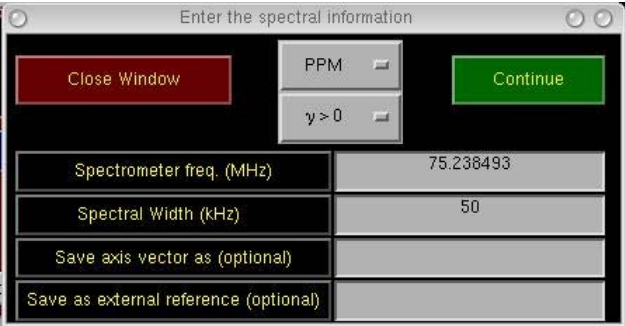 Enter the spectral information
Close Window
PPM
Continue
γ > 0
Spectrometer freq. (MHz)
75.238493
Spectral Width (kHz)
50
Save axis vector as (optional)
Save as external reference (optional)